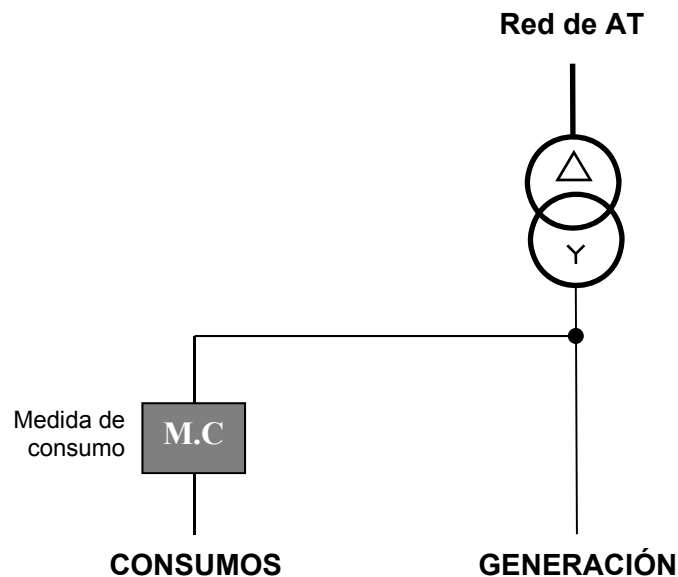 Red de AT
Medida de
consumo
M.C
CONSUMOS
GENERACIÓN